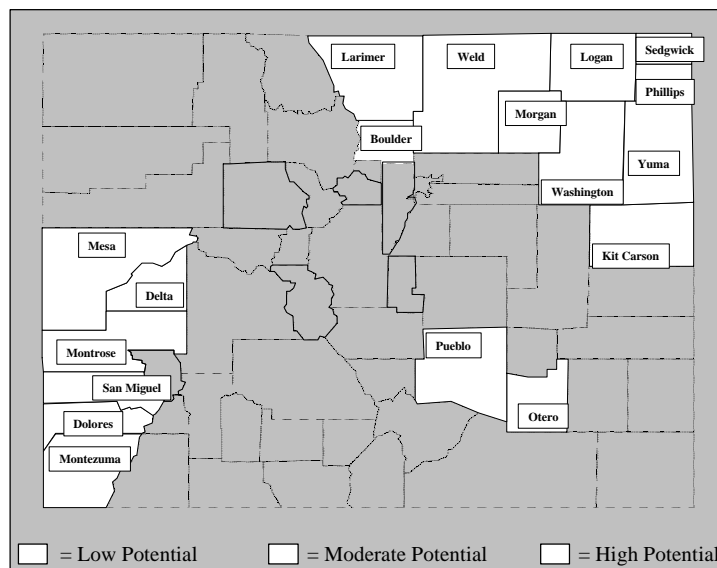 Larimer
Weld
Logan
Sedgwick
Phillips
Morgan
Boulder
Yuma
Washington
Mesa
Kit Carson
Delta
Pueblo
Montrose
San Miguel
Otero
Dolores
Montezuma
= Low Potential
= Moderate Potential
= High Potential